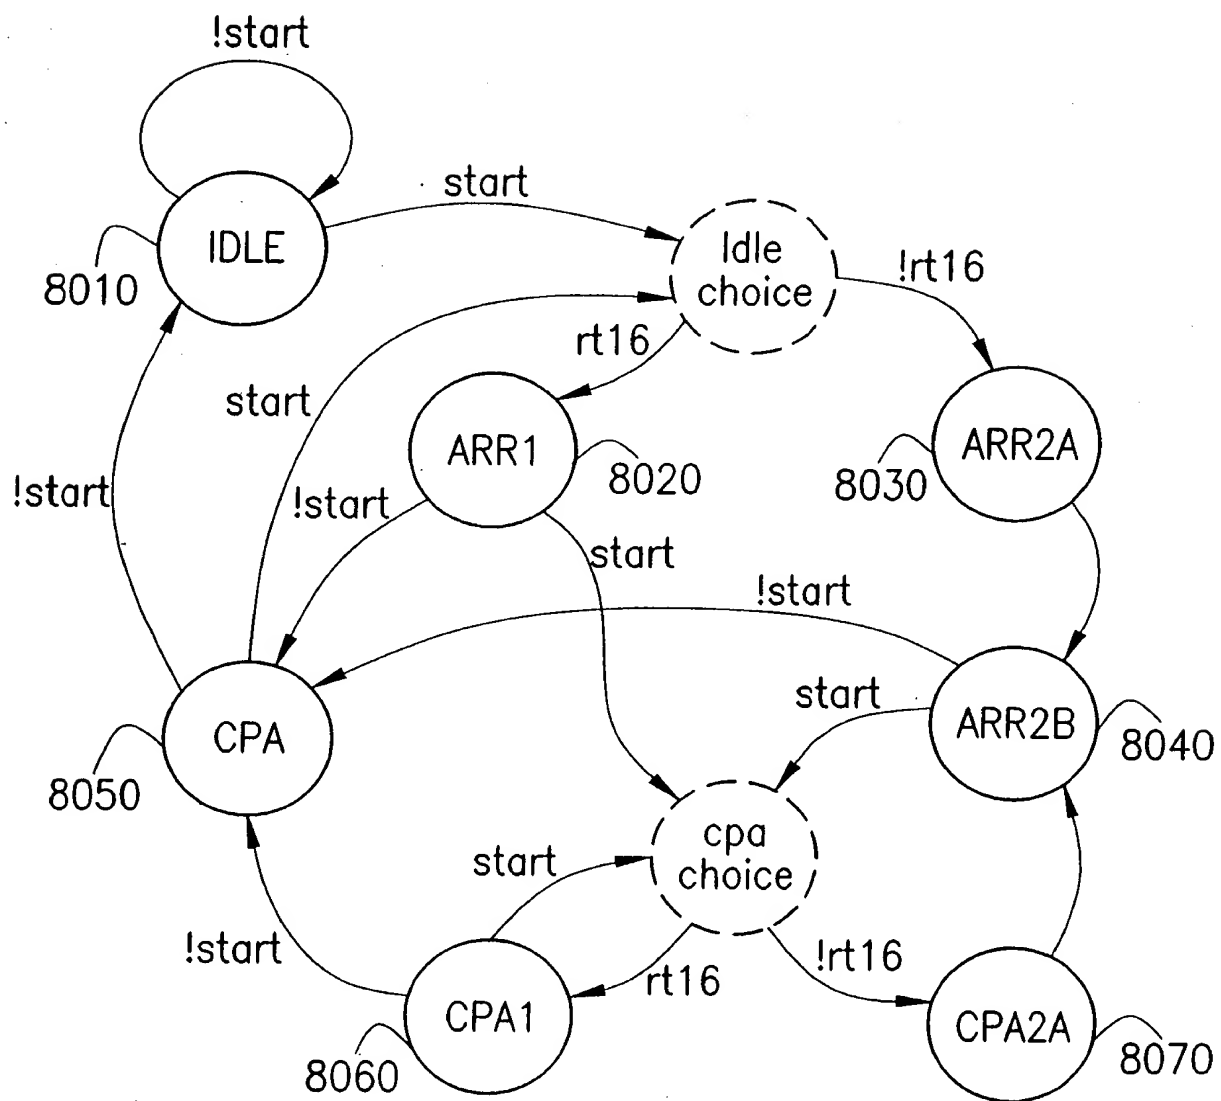 !start
start
IDLE
Idle
choice
!rt16
8010
rt16
start
ARR1
ARR2A
8020
8030
!start
!start
start
!start
start
CPA
ARR2B
8040
8050
cpa
choice
start
!start
rt16
!rt16
CPA1
CPA2A
8060
8070